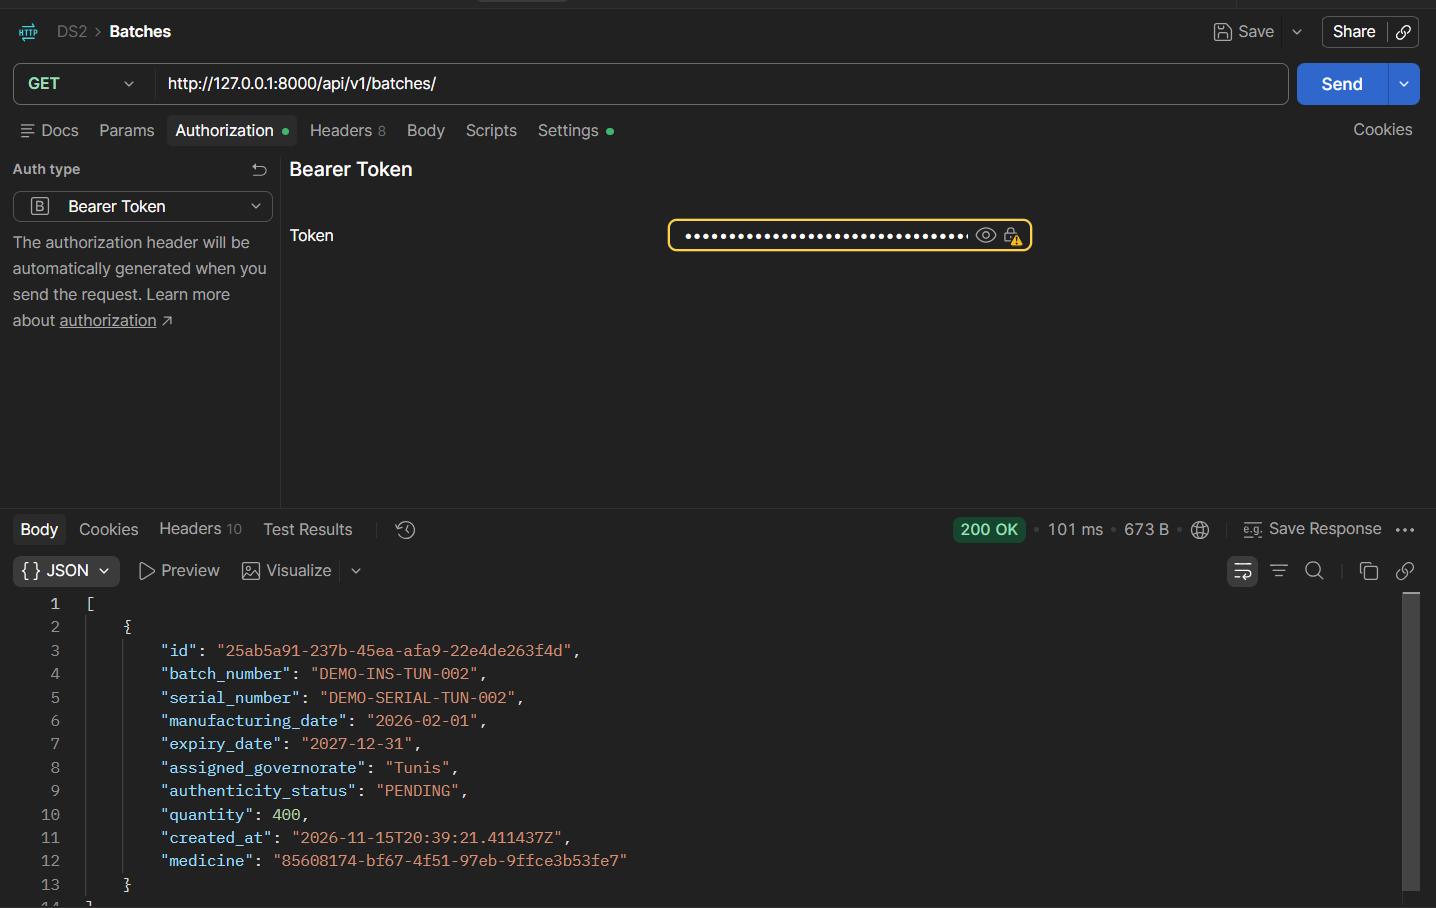 HTTP DS2 > Batches Save Share
GET http://127.0.0.1:8000/api/v1/batches/ Send
Docs Params Authorization Headers 8 Body Scripts Settings Cookies
Auth type
Bearer Token
B Bearer Token
Token ••••••••••••••••••••••••••••••••
The authorization header will be
automatically generated when you
send the request. Learn more
about authorization ↗
Body Cookies Headers 10 Test Results 200 OK • 101 ms • 673 B • e.g. Save Response •••
{} JSON Preview Visualize
1 [
2 {
3 "id": "25ab5a91-237b-45ea-afa9-22e4de263f4d",
4 "batch_number": "DEMO-INS-TUN-002",
5 "serial_number": "DEMO-SERIAL-TUN-002",
6 "manufacturing_date": "2026-02-01",
7 "expiry_date": "2027-12-31",
8 "assigned_governorate": "Tunis",
9 "authenticity_status": "PENDING",
10 "quantity": 400,
11 "created_at": "2026-11-15T20:39:21.411437Z",
12 "medicine": "85608174-bf67-4f51-97eb-9ffce3b53fe7"
13 }
14 ]